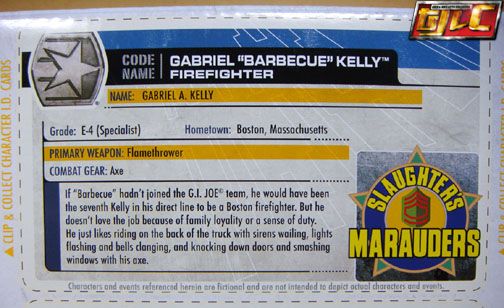 GJLC
▲ CLIP & COLLECT CHARACTER I.D. CARDS
CODE NAME
GABRIEL "BARBECUE" KELLY™
FIREFIGHTER
NAME: GABRIEL A. KELLY
Grade: E-4 (Specialist) Hometown: Boston, Massachusetts
PRIMARY WEAPON: Flamethrower
COMBAT GEAR: Axe
If "Barbecue" hadn't joined the G.I. JOE® team, he would have been
the seventh Kelly in his direct line to be a Boston firefighter. But he
doesn't love the job because of family loyalty or a sense of duty.
He just likes riding on the back of the truck with sirens wailing, lights
flashing and bells clanging, and knocking down doors and smashing
windows with his axe.
SLAUGHTER'S
MARAUDERS
Characters and events referenced herein are fictional and are not intended to depict actual characters and events.